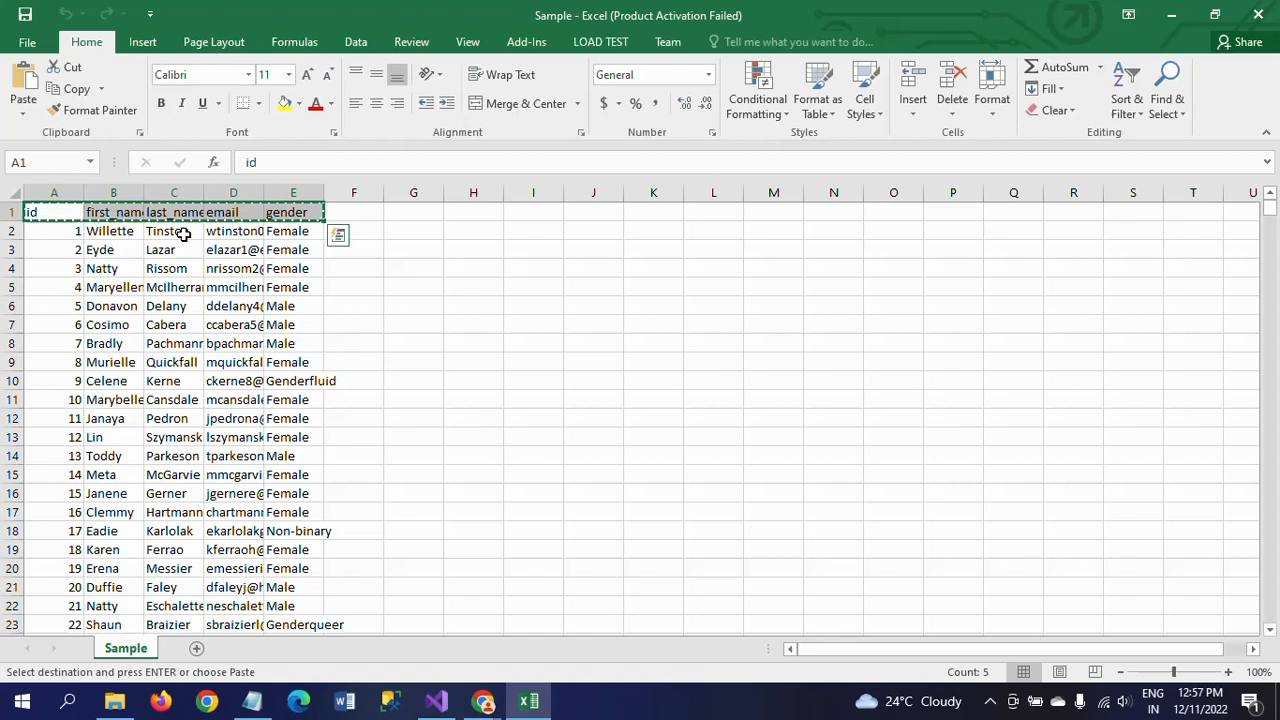 Sample - Excel (Product Activation Failed)
File Home Insert Page Layout Formulas Data Review View Add-Ins LOAD TEST Team Tell me what you want to do... Share
Paste Cut Copy Format Painter Clipboard
Calibri 11 B I U A Font
Wrap Text Merge & Center Alignment
General $ % , Number
Conditional Formatting Format as Table Cell Styles Styles
Insert Delete Format Cells
AutoSum Fill Clear Sort & Filter Find & Select Editing
A1 fx id
A B C D E F G H I J K L M N O P Q R S T U
1 id first_name last_name email gender
2 1 Willette Tinsto wtinston0 Female
3 2 Eyde Lazar elazar1@e Female
4 3 Natty Rissom nrissom2@ Female
5 4 Maryellen McIlherran mmcilherr Female
6 5 Donavon Delany ddelany4@ Male
7 6 Cosimo Cabera ccabera5@ Male
8 7 Bradly Pachmann bpachman Male
9 8 Murielle Quickfall mquickfal Female
10 9 Celene Kerne ckerne8@ Genderfluid
11 10 Marybelle Cansdale mcansdale Female
12 11 Janaya Pedron jpedrona@ Female
13 12 Lin Szymansk lszymansk Female
14 13 Toddy Parkeson tparkeson Male
15 14 Meta McGarvie mmcgarvi Female
16 15 Janene Gerner jgernere@ Female
17 16 Clemmy Hartmann chartmann Female
18 17 Eadie Karlolak ekarlolakg Non-binary
19 18 Karen Ferrao kferraoh@ Female
20 19 Erena Messier emessieri Female
21 20 Duffie Faley dfaleyj@h Male
22 21 Natty Eschalette neschalet Male
23 22 Shaun Braizier sbraizierl@ Genderqueer
Sample
Select destination and press ENTER or choose Paste Count: 5 100%
24°C Cloudy ENG IN 12:57 PM 12/11/2022 1